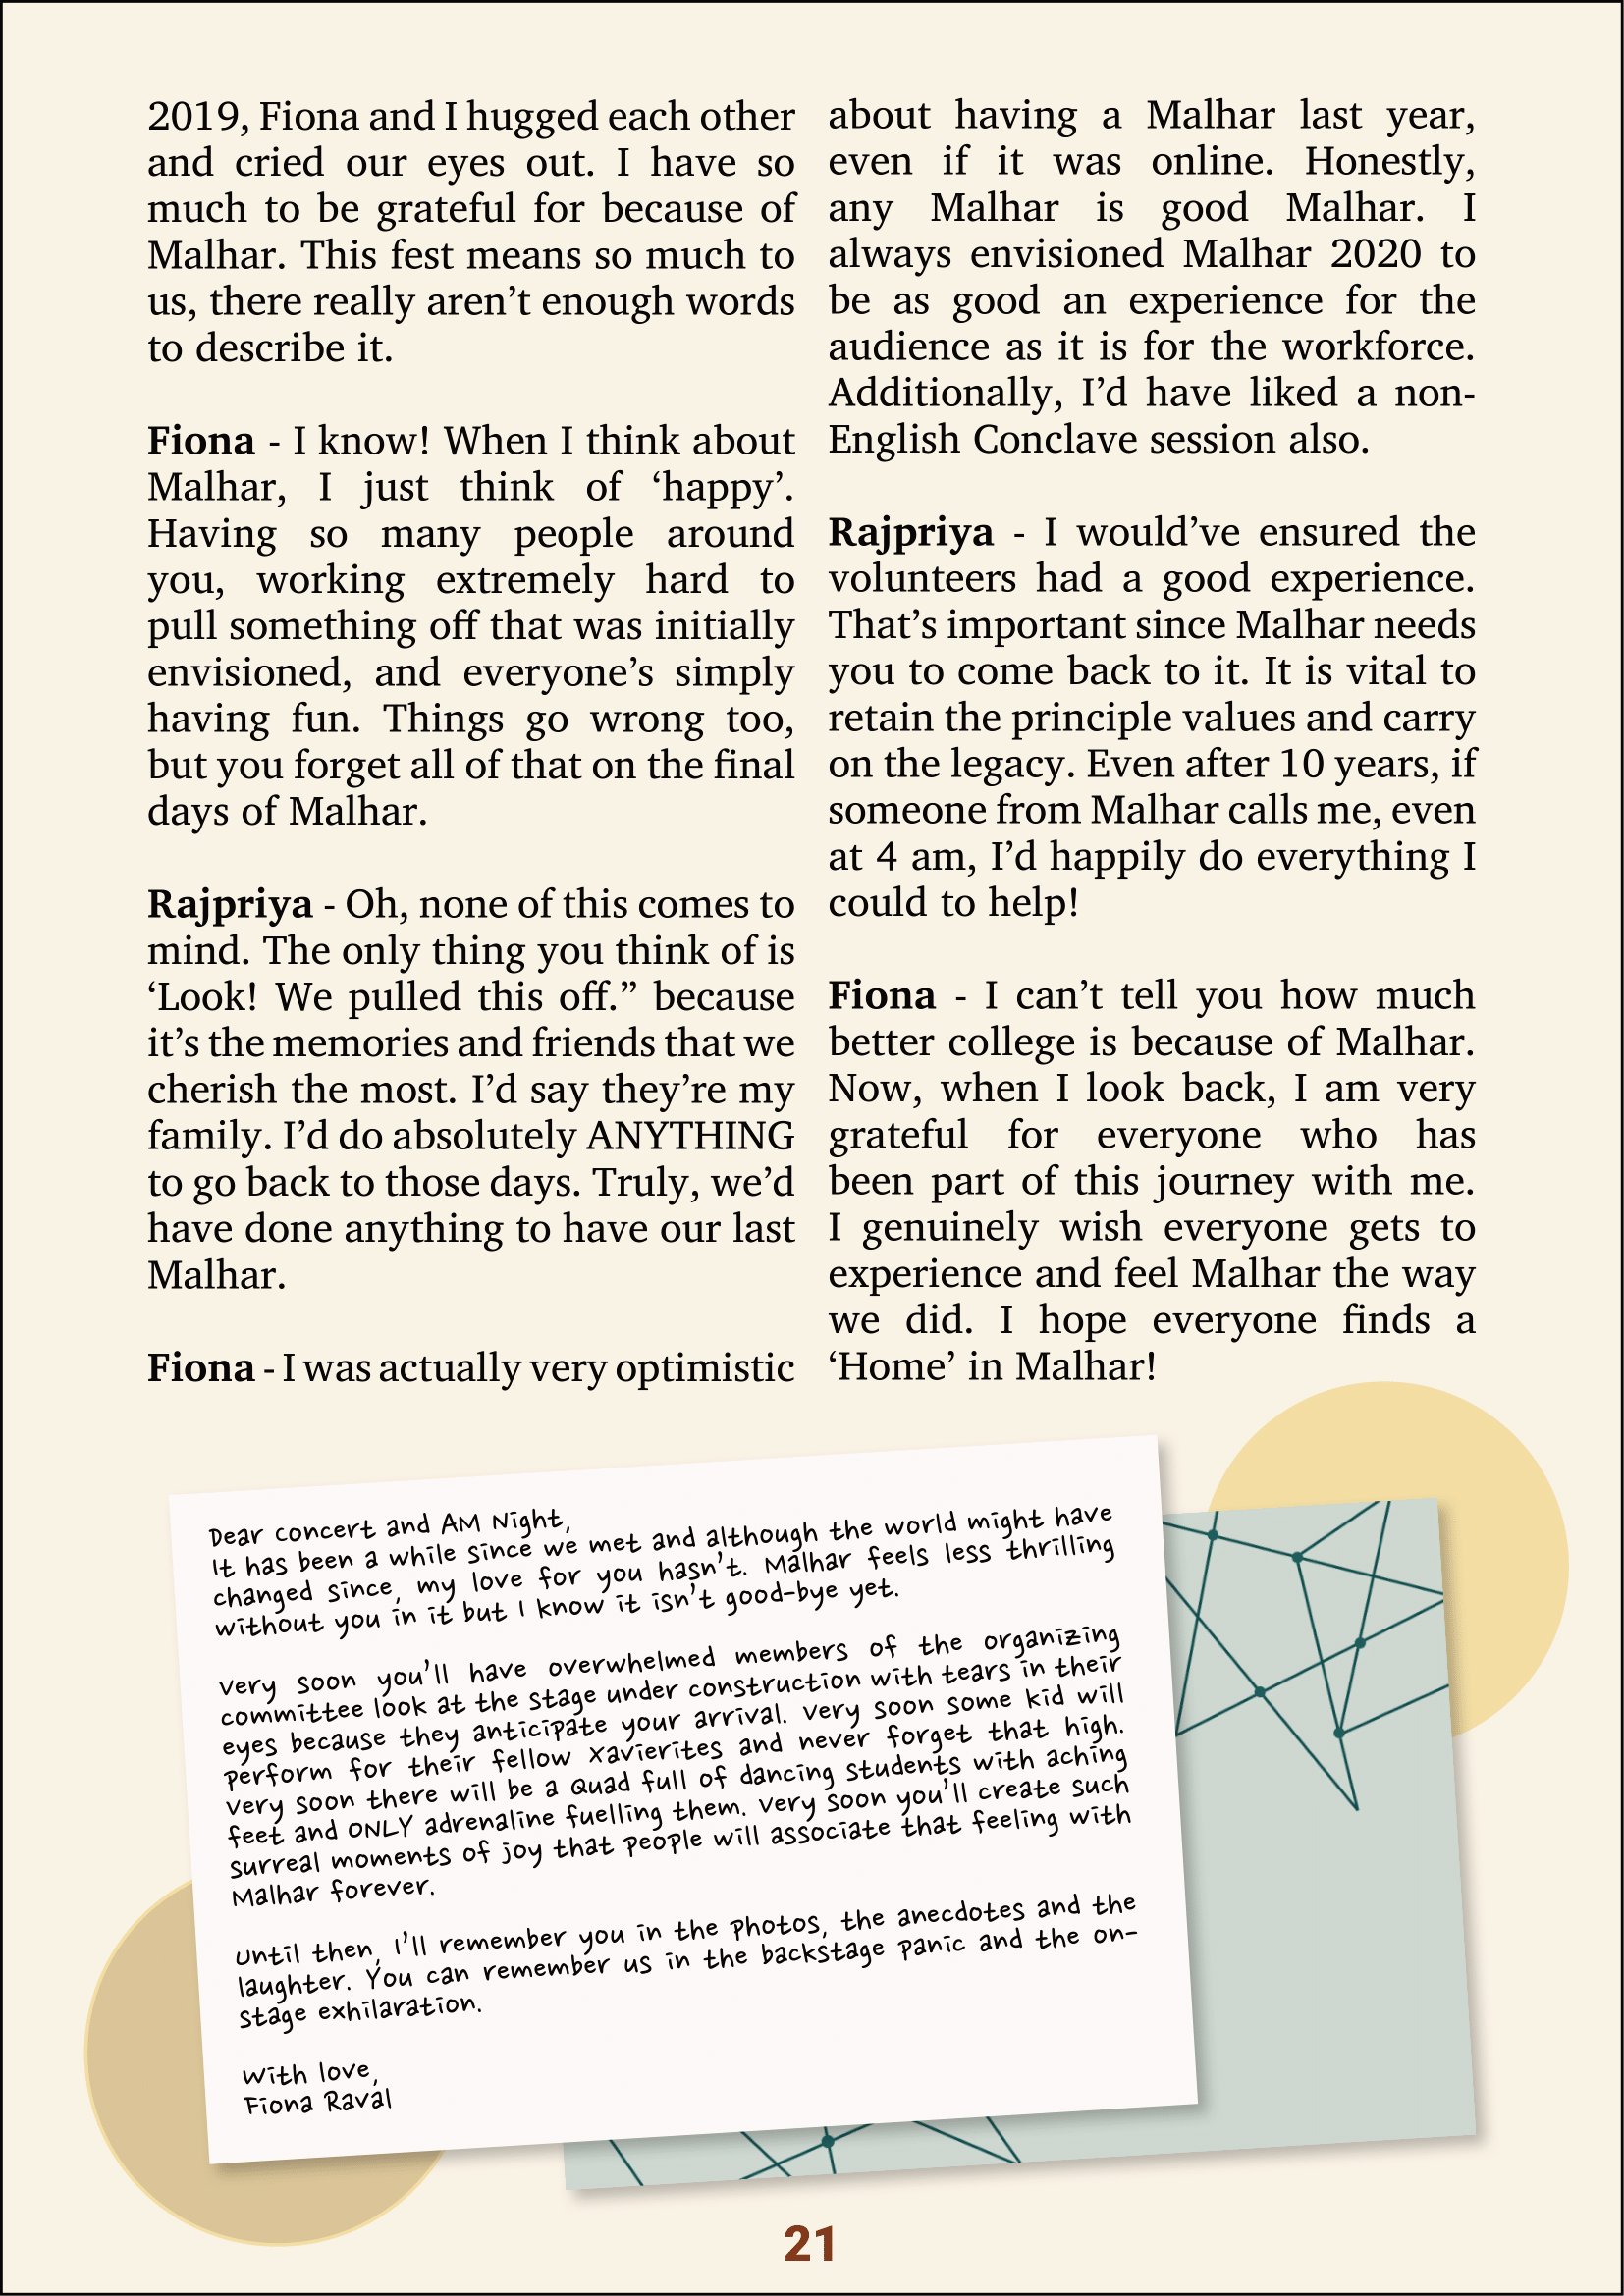 2019, Fiona and I hugged each other
and cried our eyes out. I have so
much to be grateful for because of
Malhar. This fest means so much to
us, there really aren’t enough words
to describe it.
Fiona - I know! When I think about
Malhar, I just think of ‘happy’.
Having so many people around
you, working extremely hard to
pull something off that was initially
envisioned, and everyone’s simply
having fun. Things go wrong too,
but you forget all of that on the final
days of Malhar.
Rajpriya - Oh, none of this comes to
mind. The only thing you think of is
‘Look! We pulled this off.” because
it’s the memories and friends that we
cherish the most. I’d say they’re my
family. I’d do absolutely ANYTHING
to go back to those days. Truly, we’d
have done anything to have our last
Malhar.
Fiona - I was actually very optimistic
about having a Malhar last year,
even if it was online. Honestly,
any Malhar is good Malhar. I
always envisioned Malhar 2020 to
be as good an experience for the
audience as it is for the workforce.
Additionally, I’d have liked a non-
English Conclave session also.
Rajpriya - I would’ve ensured the
volunteers had a good experience.
That’s important since Malhar needs
you to come back to it. It is vital to
retain the principle values and carry
on the legacy. Even after 10 years, if
someone from Malhar calls me, even
at 4 am, I’d happily do everything I
could to help!
Fiona - I can’t tell you how much
better college is because of Malhar.
Now, when I look back, I am very
grateful for everyone who has
been part of this journey with me.
I genuinely wish everyone gets to
experience and feel Malhar the way
we did. I hope everyone finds a
‘Home’ in Malhar!
Dear Concert and AM Night,
It has been a while since we met and although the world might have
changed since, my love for you hasn’t. Malhar feels less thrilling
without you in it but I know it isn’t good-bye yet.
Very soon you’ll have overwhelmed members of the organizing
committee look at the stage under construction with tears in their
eyes because they anticipate your arrival. Very soon some kid will
perform for their fellow Xavierites and never forget that high.
Very soon there will be a Quad full of dancing students with aching
feet and ONLY adrenaline fuelling them. Very soon you’ll create such
surreal moments of joy that people will associate that feeling with
Malhar forever.
Until then, I’ll remember you in the photos, the anecdotes and the
laughter. You can remember us in the backstage panic and the on-
stage exhilaration.
With love,
Fiona Raval
21